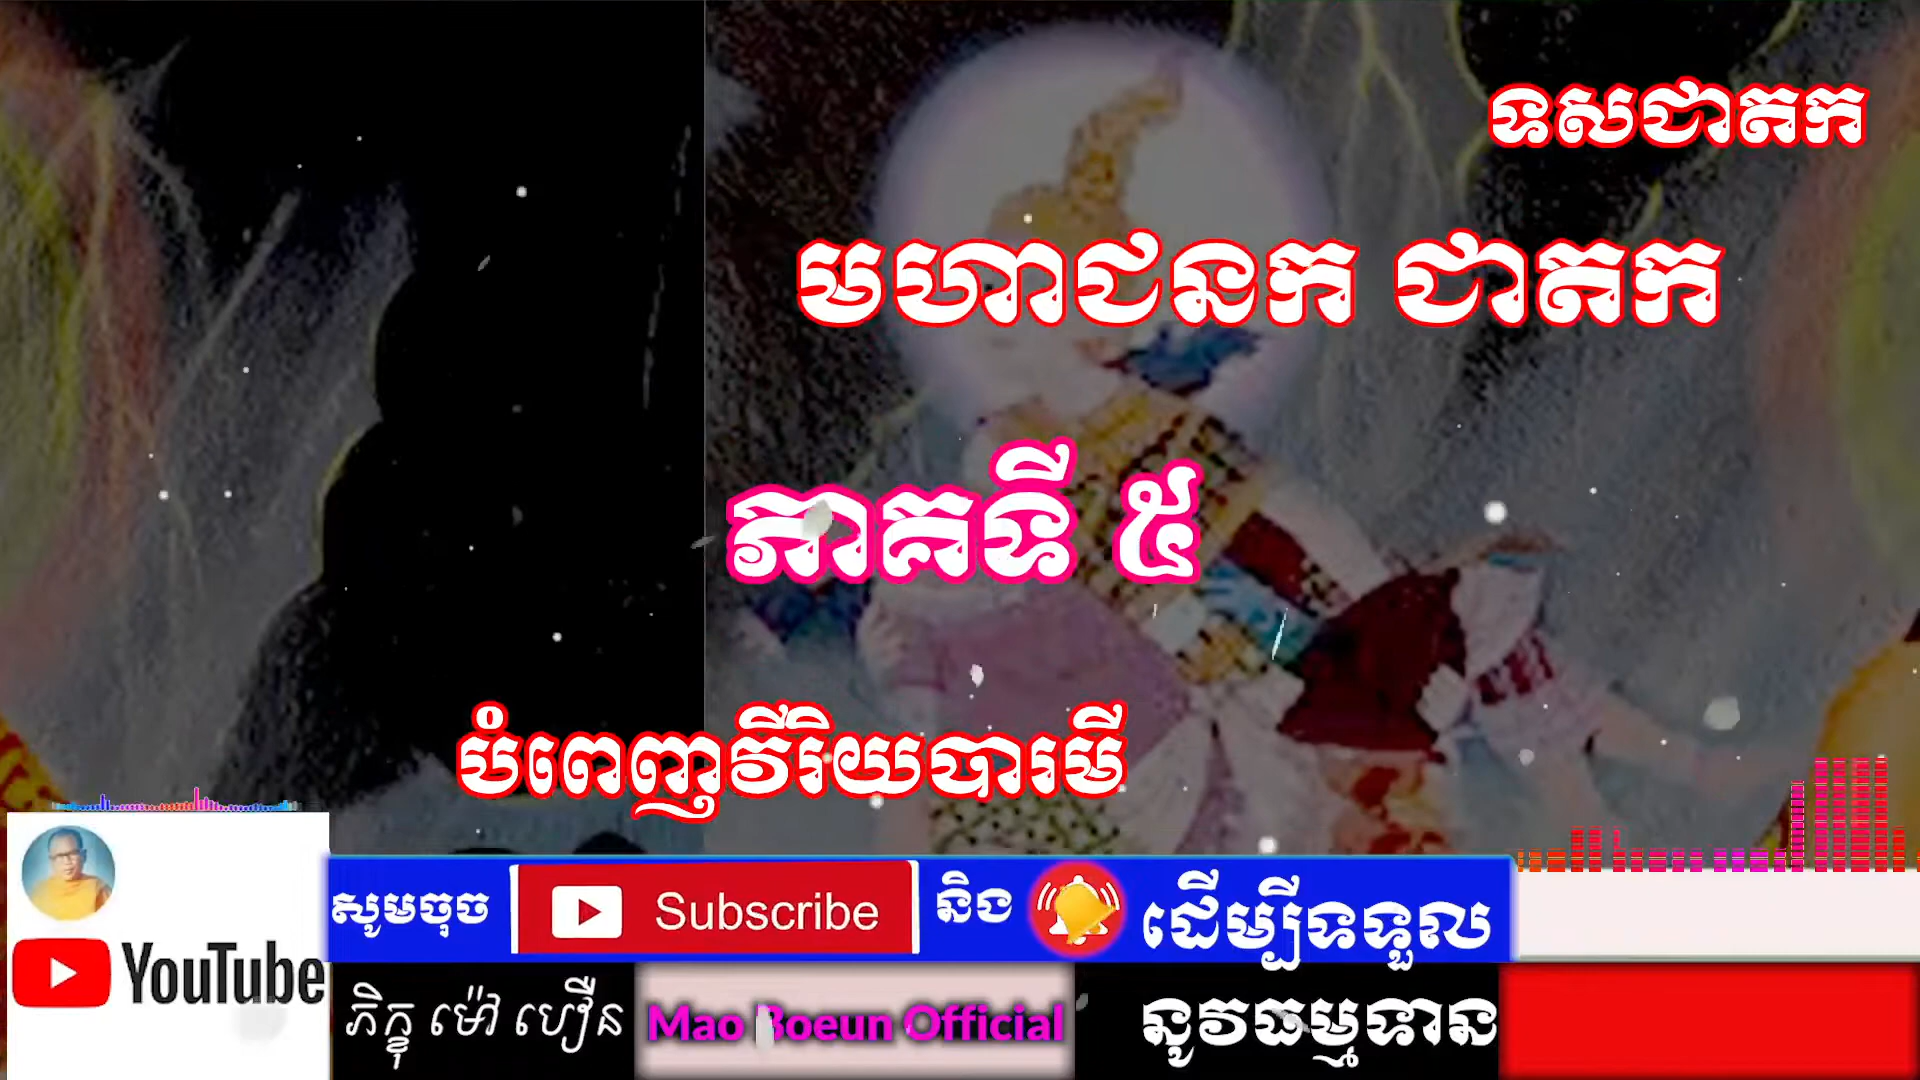 ទសជាតក
មហាជនក ជាតក
ភាគទី ៥
បំពេញវីរិយបារមី
សូមចុច Subscribe និង ដើម្បីទទួល
YouTube ភិក្ខុ ម៉ៅ បឿន Mao Boeun Official នូវធម្មទាន